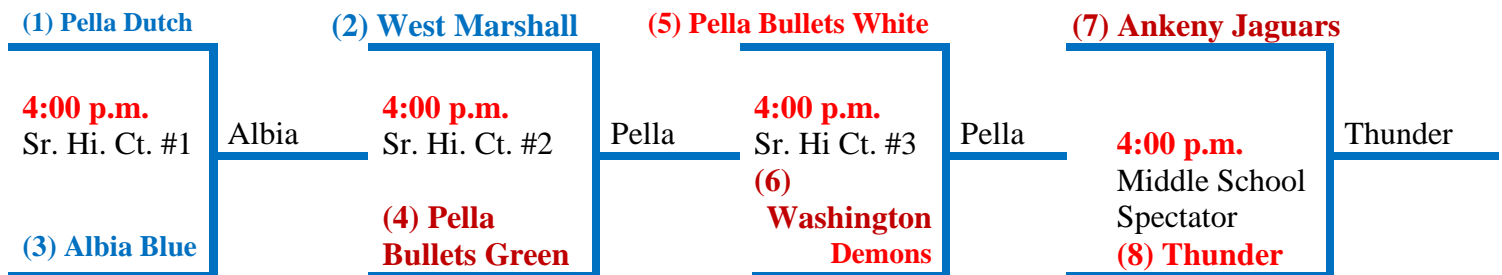 (1) Pella Dutch
4:00 p.m.
Sr. Hi. Ct. #1
(3) Albia Blue
Albia
(2) West Marshall
4:00 p.m.
Sr. Hi. Ct. #2
(4) Pella
Bullets Green
Pella
(5) Pella Bullets White
4:00 p.m.
Sr. Hi Ct. #3
(6)
Washington
Demons
Pella
(7) Ankeny Jaguars
4:00 p.m.
Middle School
Spectator
(8) Thunder
Thunder